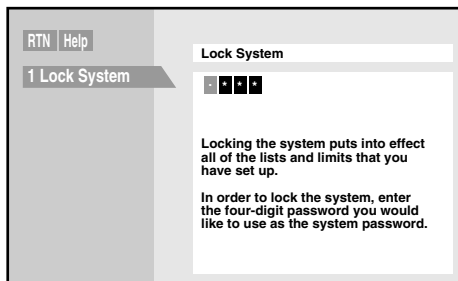 RTN Help
1 Lock System
Lock System
- * * *
Locking the system puts into effect
all of the lists and limits that you
have set up.
In order to lock the system, enter
the four-digit password you would
like to use as the system password.